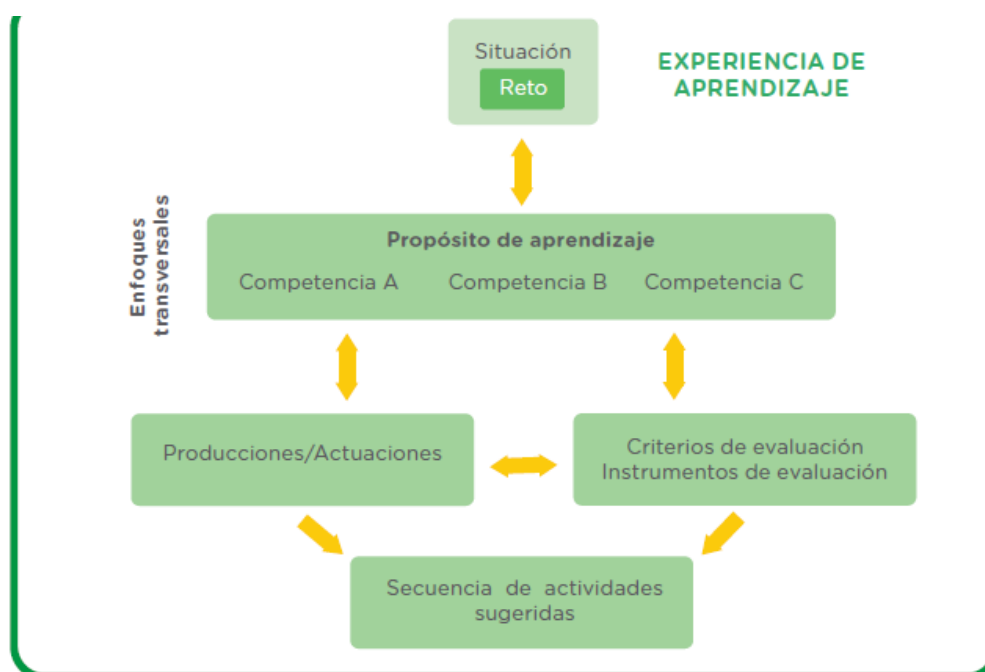 Situación
Reto
EXPERIENCIA DE
APRENDIZAJE
Enfoques
transversales
Propósito de aprendizaje
Competencia A
Competencia B
Competencia C
Producciones/Actuaciones
Criterios de evaluación
Instrumentos de evaluación
Secuencia de actividades
sugeridas